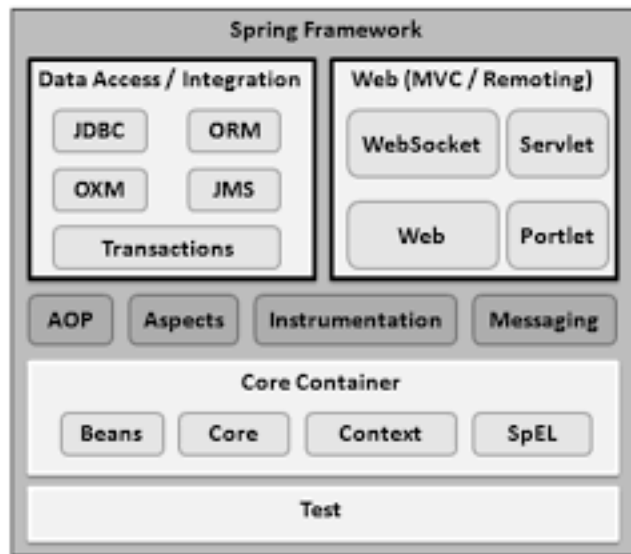 Spring Framework
Data Access / Integration
JDBC
ORM
OXM
JMS
Transactions
Web (MVC / Remoting)
WebSocket
Servlet
Web
Portlet
AOP
Aspects
Instrumentation
Messaging
Core Container
Beans
Core
Context
SpEL
Test